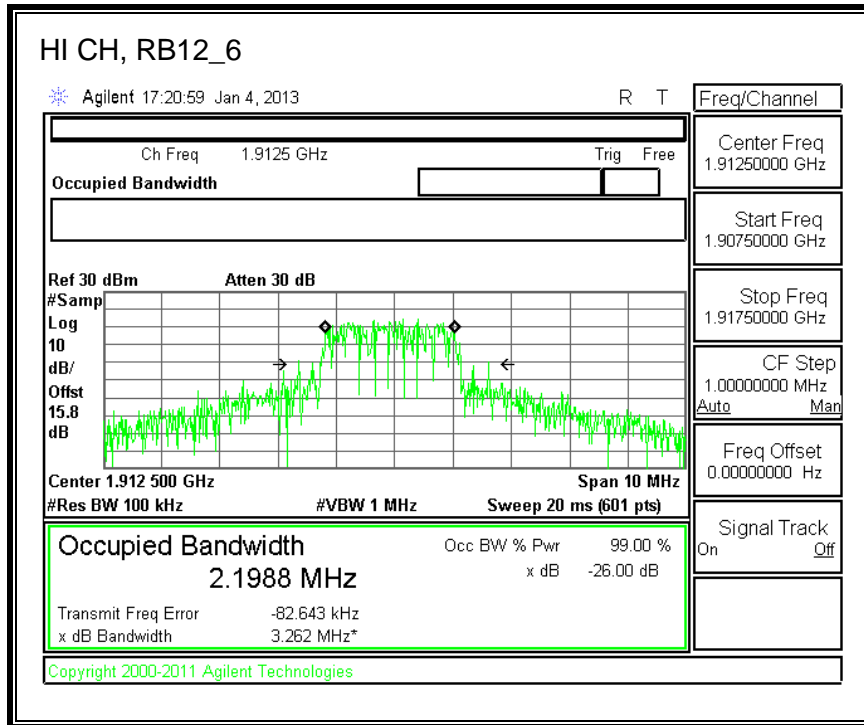 HI CH, RB12_6
Agilent 17:20:59 Jan 4, 2013 R T
Freq/Channel
Ch Freq 1.9125 GHz Trig Free
Occupied Bandwidth
Center Freq
1.91250000 GHz
Start Freq
1.90750000 GHz
Stop Freq
1.91750000 GHz
CF Step
1.00000000 MHz
Auto Man
Freq Offset
0.00000000 Hz
Signal Track
On Off
Ref 30 dBm Atten 30 dB
#Samp
Log
10
dB/
Offst
15.8
dB
Center 1.912 500 GHz Span 10 MHz
#Res BW 100 kHz #VBW 1 MHz Sweep 20 ms (601 pts)
Occupied Bandwidth Occ BW % Pwr 99.00 %
2.1988 MHz x dB -26.00 dB
Transmit Freq Error -82.643 kHz
x dB Bandwidth 3.262 MHz*
Copyright 2000-2011 Agilent Technologies